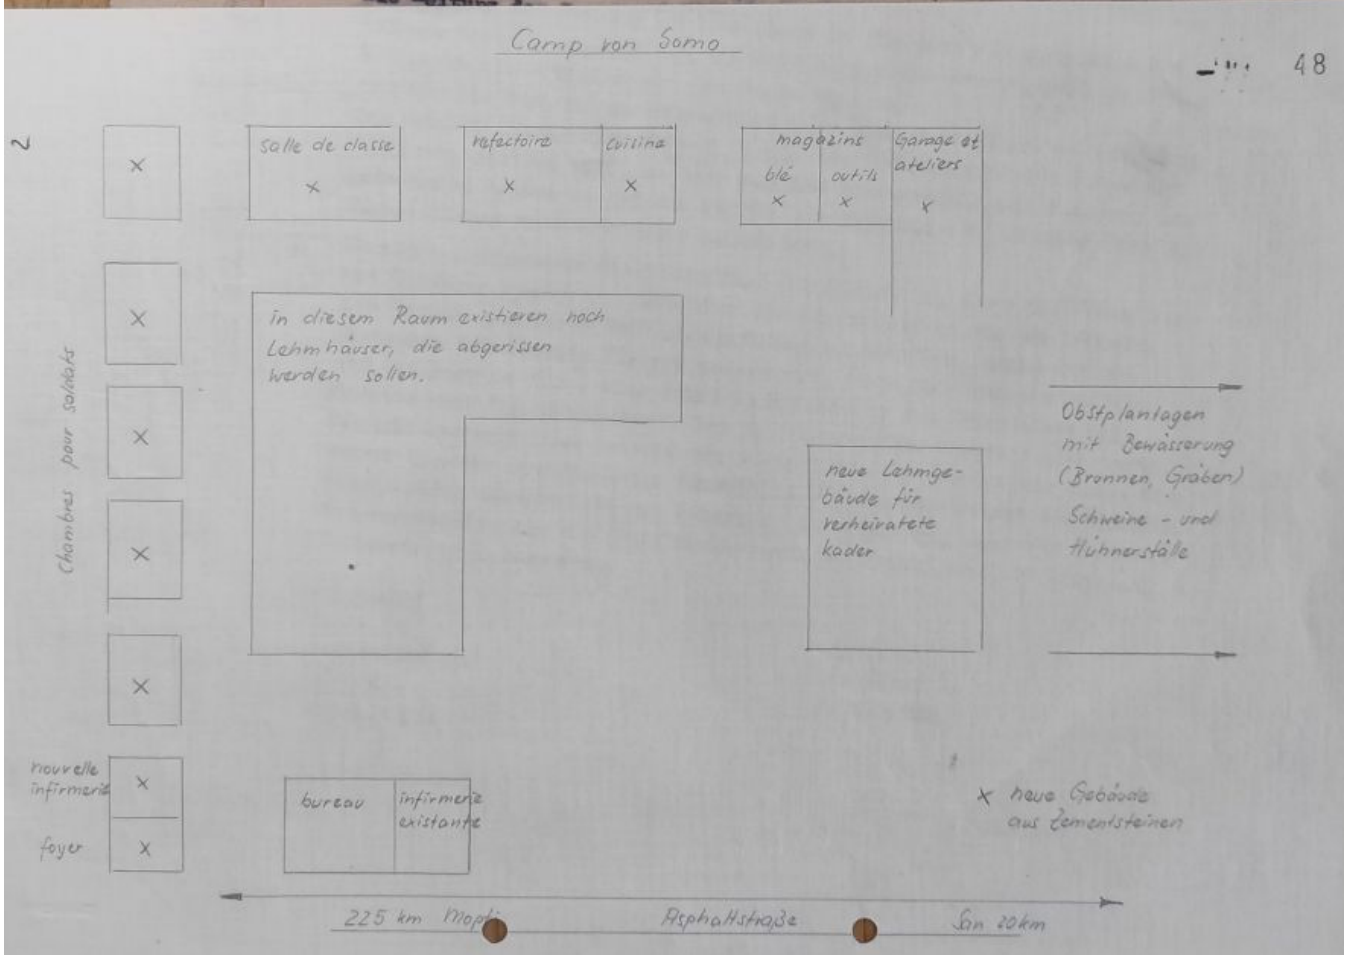 Camp von Somo
48
2
salle de classe
x
refectoire
x
cuisine
x
magazins
blé
x
outils
x
Garage et
ateliers
x
x
x
x
x
x
Chambres pour soldats
in diesem Raum existieren noch
Lehmhäuser, die abgerissen
werden sollen.
neue Lehmge-
bäude für
verheiratete
kader
Obstplantagen
mit Bewässerung
(Brunnen, Gräben)
Schweine- und
Hühnerställe
nouvelle
infirmerie
x
foyer
x
bureau
infirmerie
existante
x neue Gebäude
aus Zementsteinen
225 km Mopti
Asphaltstraße
San 20km